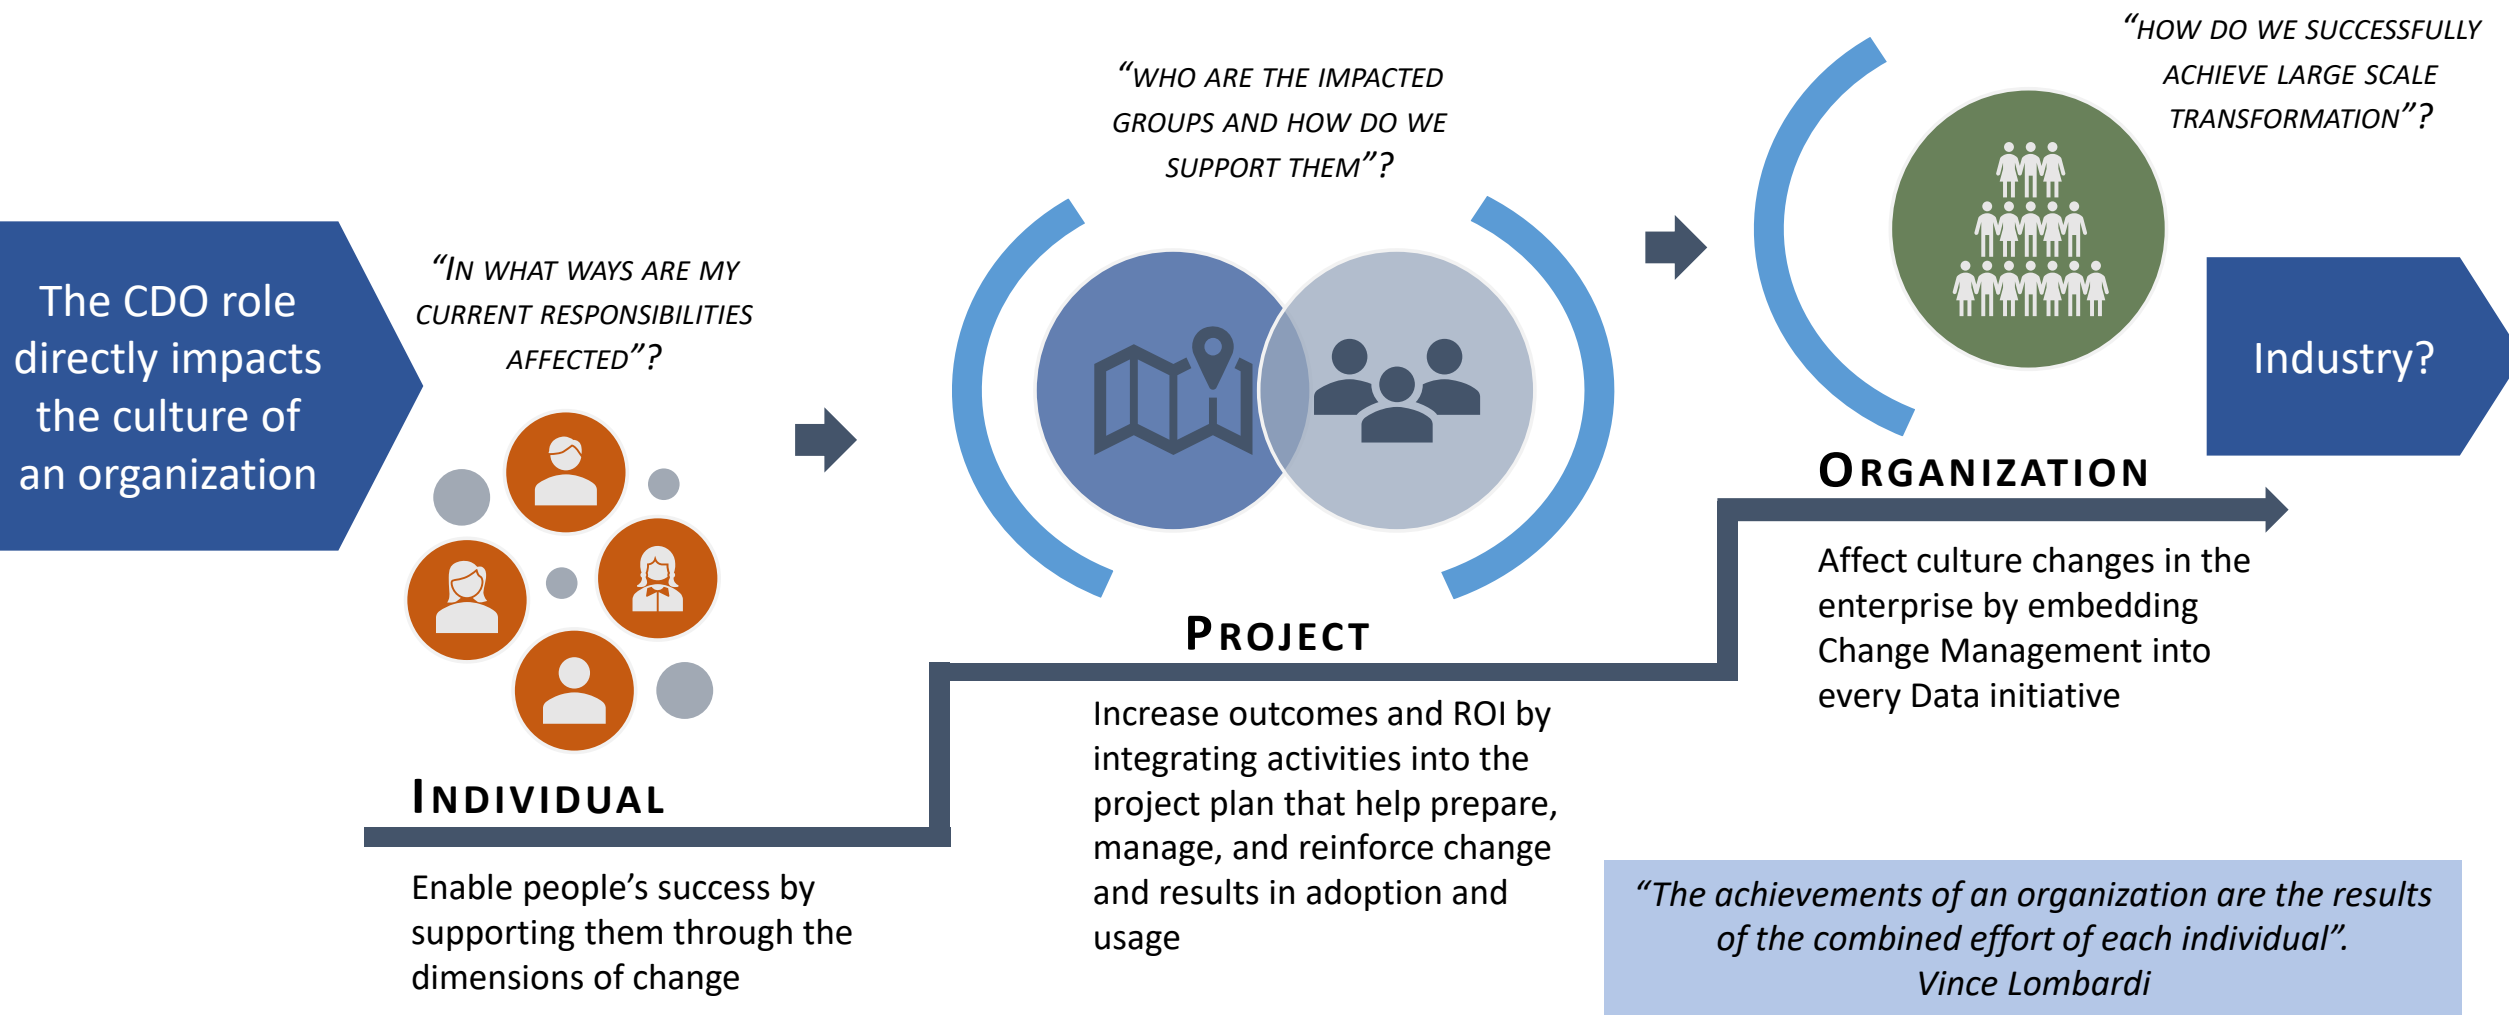 The CDO role
directly impacts
the culture of
an organization
“IN WHAT WAYS ARE MY
CURRENT RESPONSIBILITIES
AFFECTED”?
INDIVIDUAL
Enable people’s success by
supporting them through the
dimensions of change
“WHO ARE THE IMPACTED
GROUPS AND HOW DO WE
SUPPORT THEM”?
PROJECT
Increase outcomes and ROI by
integrating activities into the
project plan that help prepare,
manage, and reinforce change
and results in adoption and
usage
“HOW DO WE SUCCESSFULLY
ACHIEVE LARGE SCALE
TRANSFORMATION”?
ORGANIZATION
Affect culture changes in the
enterprise by embedding
Change Management into
every Data initiative
Industry?
“The achievements of an organization are the results
of the combined effort of each individual”.
Vince Lombardi